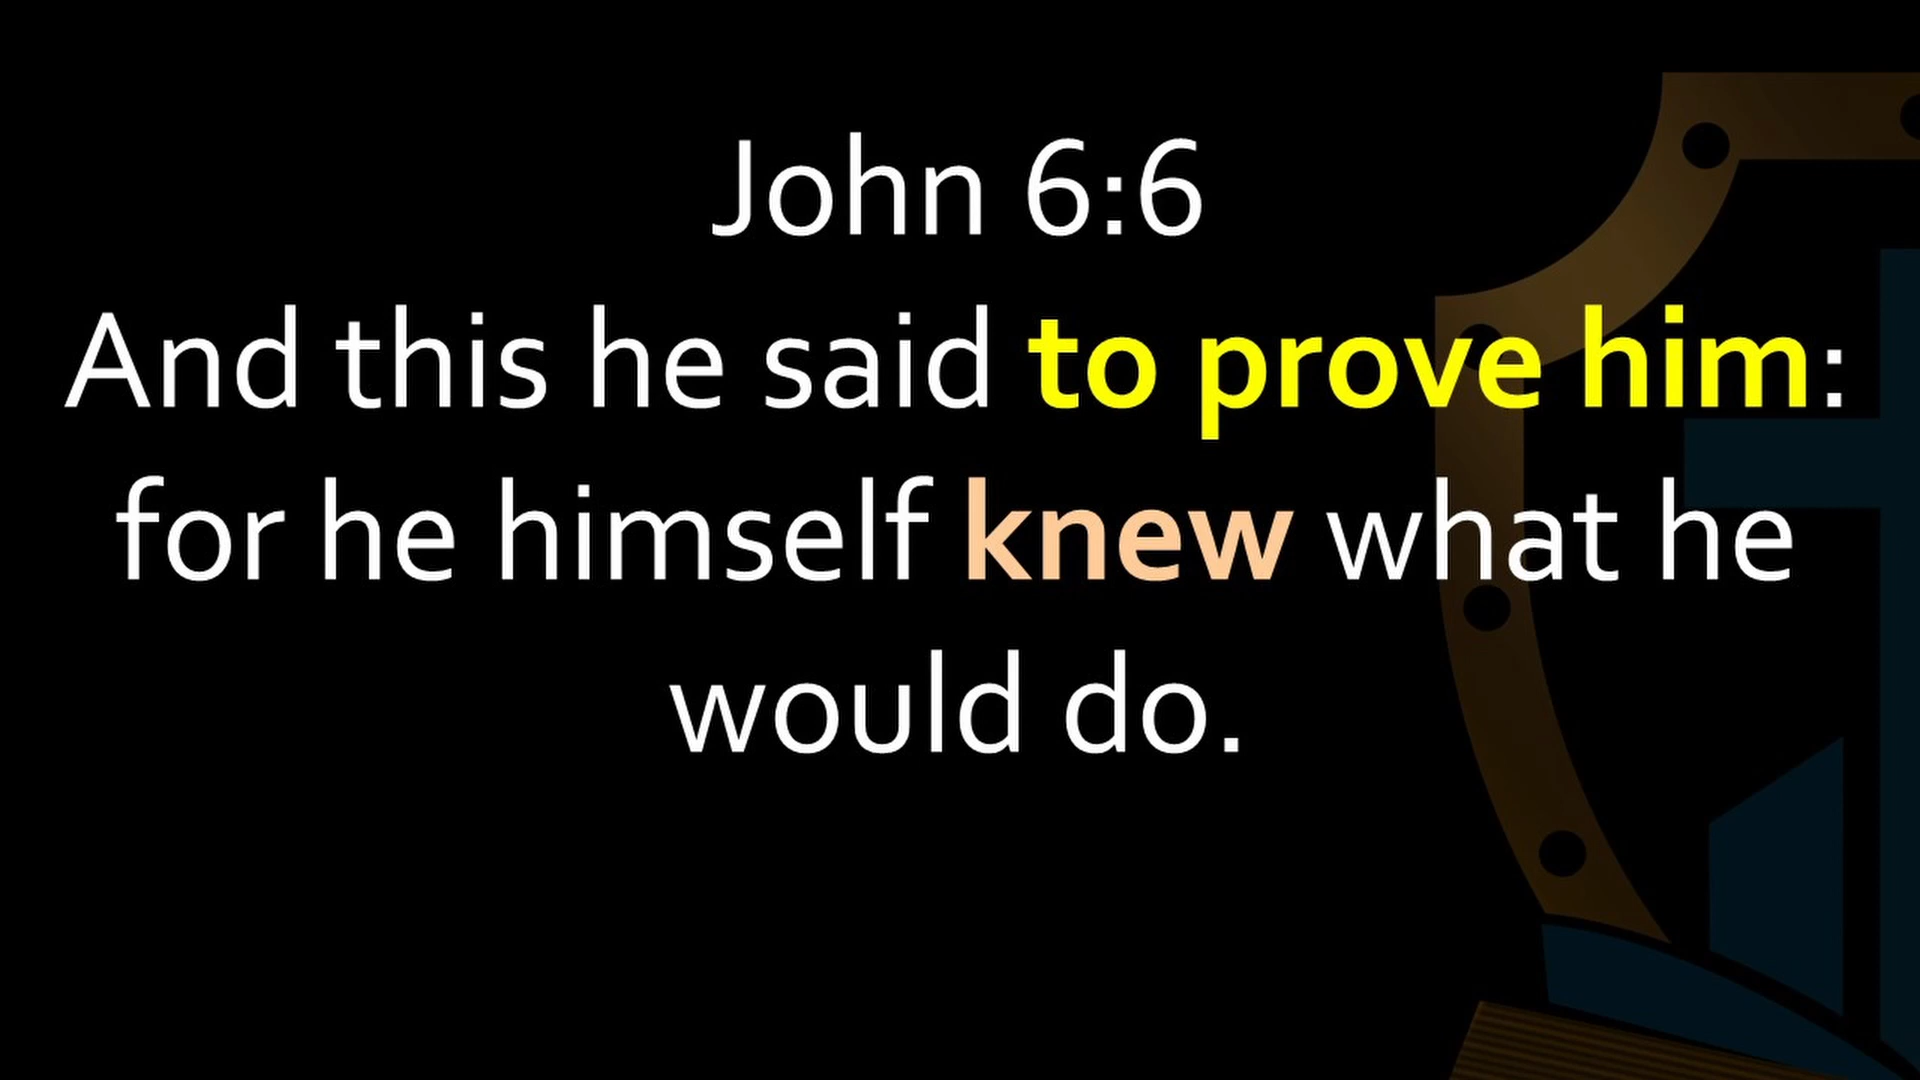 John 6:6
And this he said to prove him:
for he himself knew what he
would do.